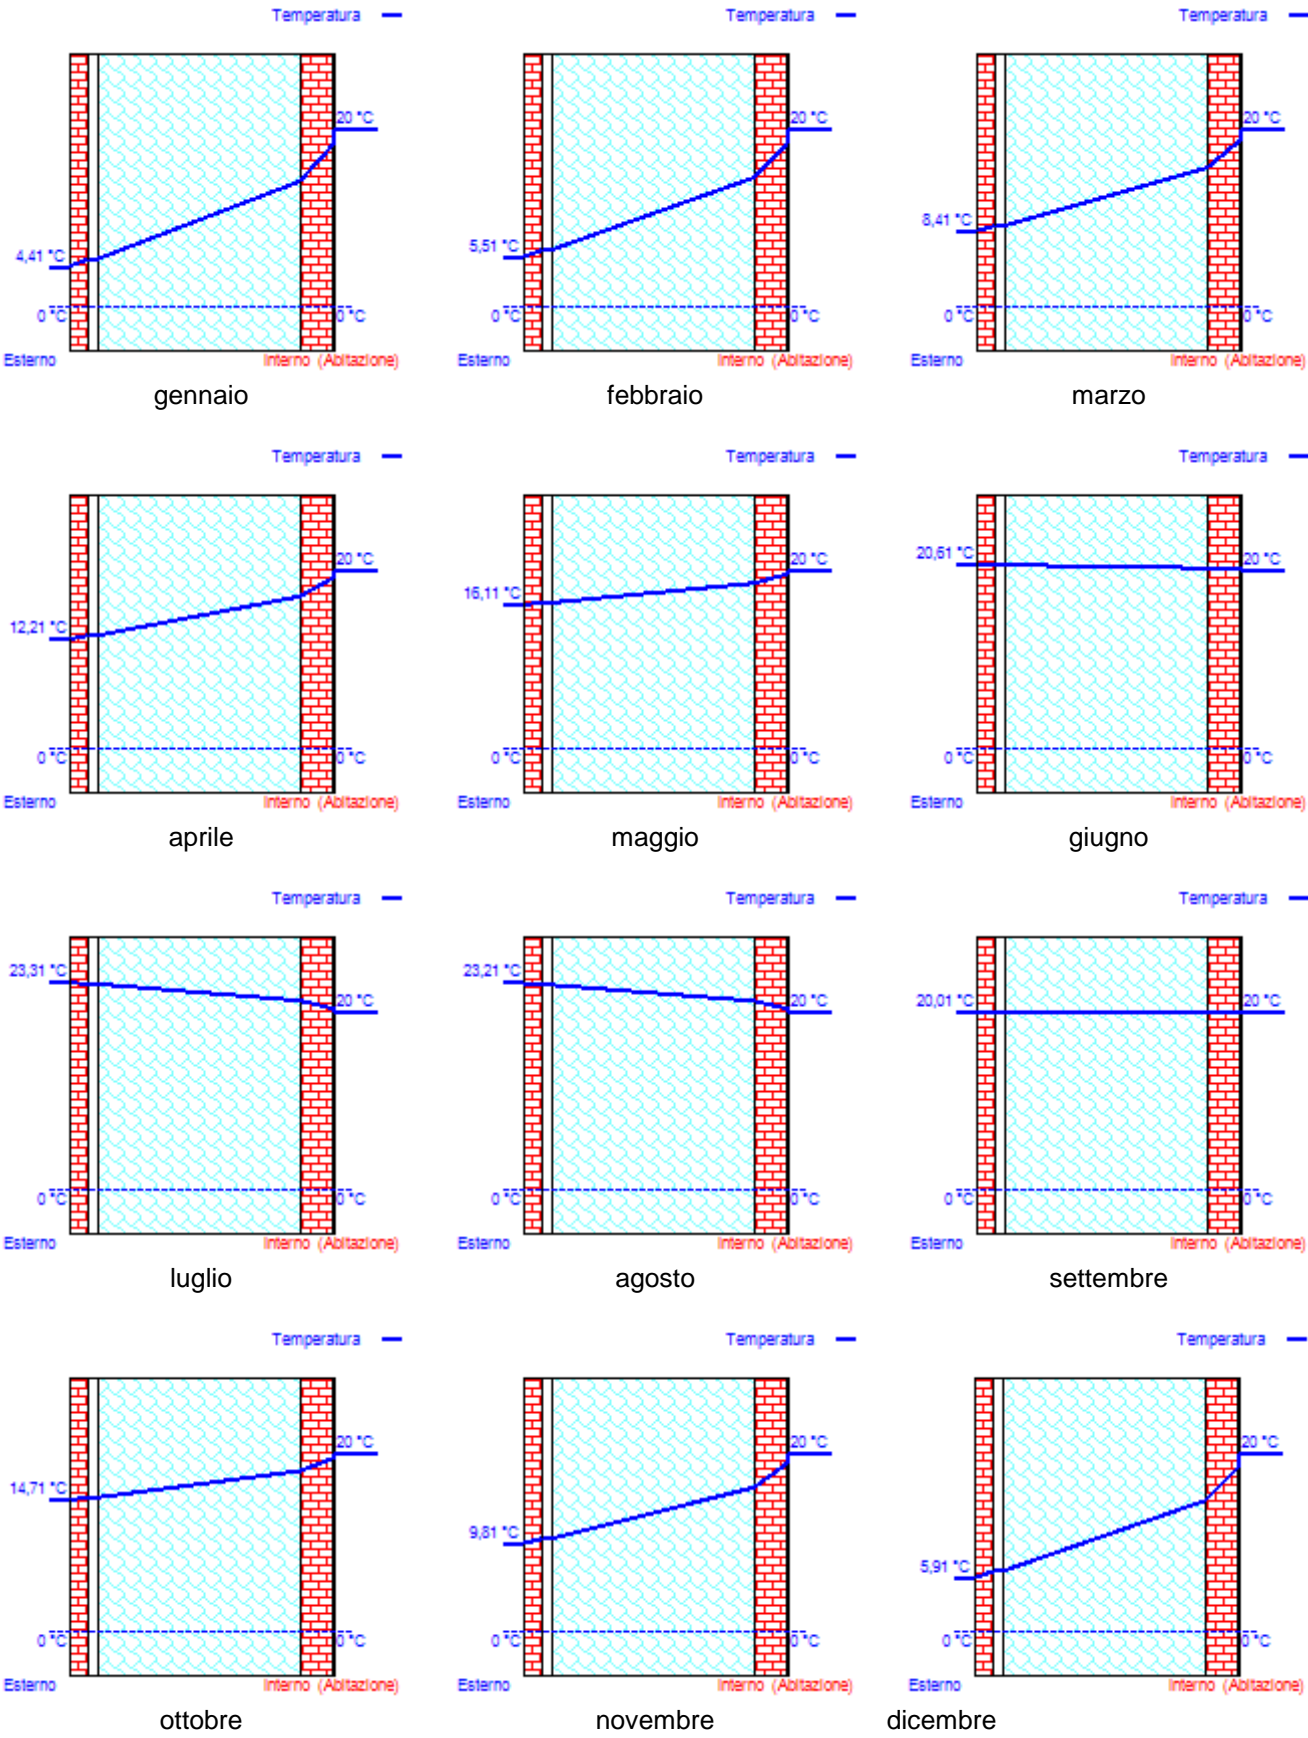 Temperatura
Temperatura
Temperatura
20 °C
20 °C
20 °C
4,41 °C
5,51 °C
8,41 °C
0 °C
0 °C
0 °C
0 °C
0 °C
0 °C
Esterno
Interno (Abitazione)
Esterno
Interno (Abitazione)
Esterno
Interno (Abitazione)
gennaio
febbraio
marzo
Temperatura
Temperatura
Temperatura
20 °C
20 °C
20 °C
12,21 °C
16,11 °C
20,61 °C
0 °C
0 °C
0 °C
0 °C
0 °C
0 °C
Esterno
Interno (Abitazione)
Esterno
Interno (Abitazione)
Esterno
Interno (Abitazione)
aprile
maggio
giugno
Temperatura
Temperatura
Temperatura
23,31 °C
20 °C
23,21 °C
20 °C
20,01 °C
20 °C
0 °C
0 °C
0 °C
0 °C
0 °C
0 °C
Esterno
Interno (Abitazione)
Esterno
Interno (Abitazione)
Esterno
Interno (Abitazione)
luglio
agosto
settembre
Temperatura
Temperatura
Temperatura
20 °C
20 °C
20 °C
14,71 °C
9,81 °C
5,91 °C
0 °C
0 °C
0 °C
0 °C
0 °C
0 °C
Esterno
Interno (Abitazione)
Esterno
Interno (Abitazione)
Esterno
Interno (Abitazione)
ottobre
novembre
dicembre